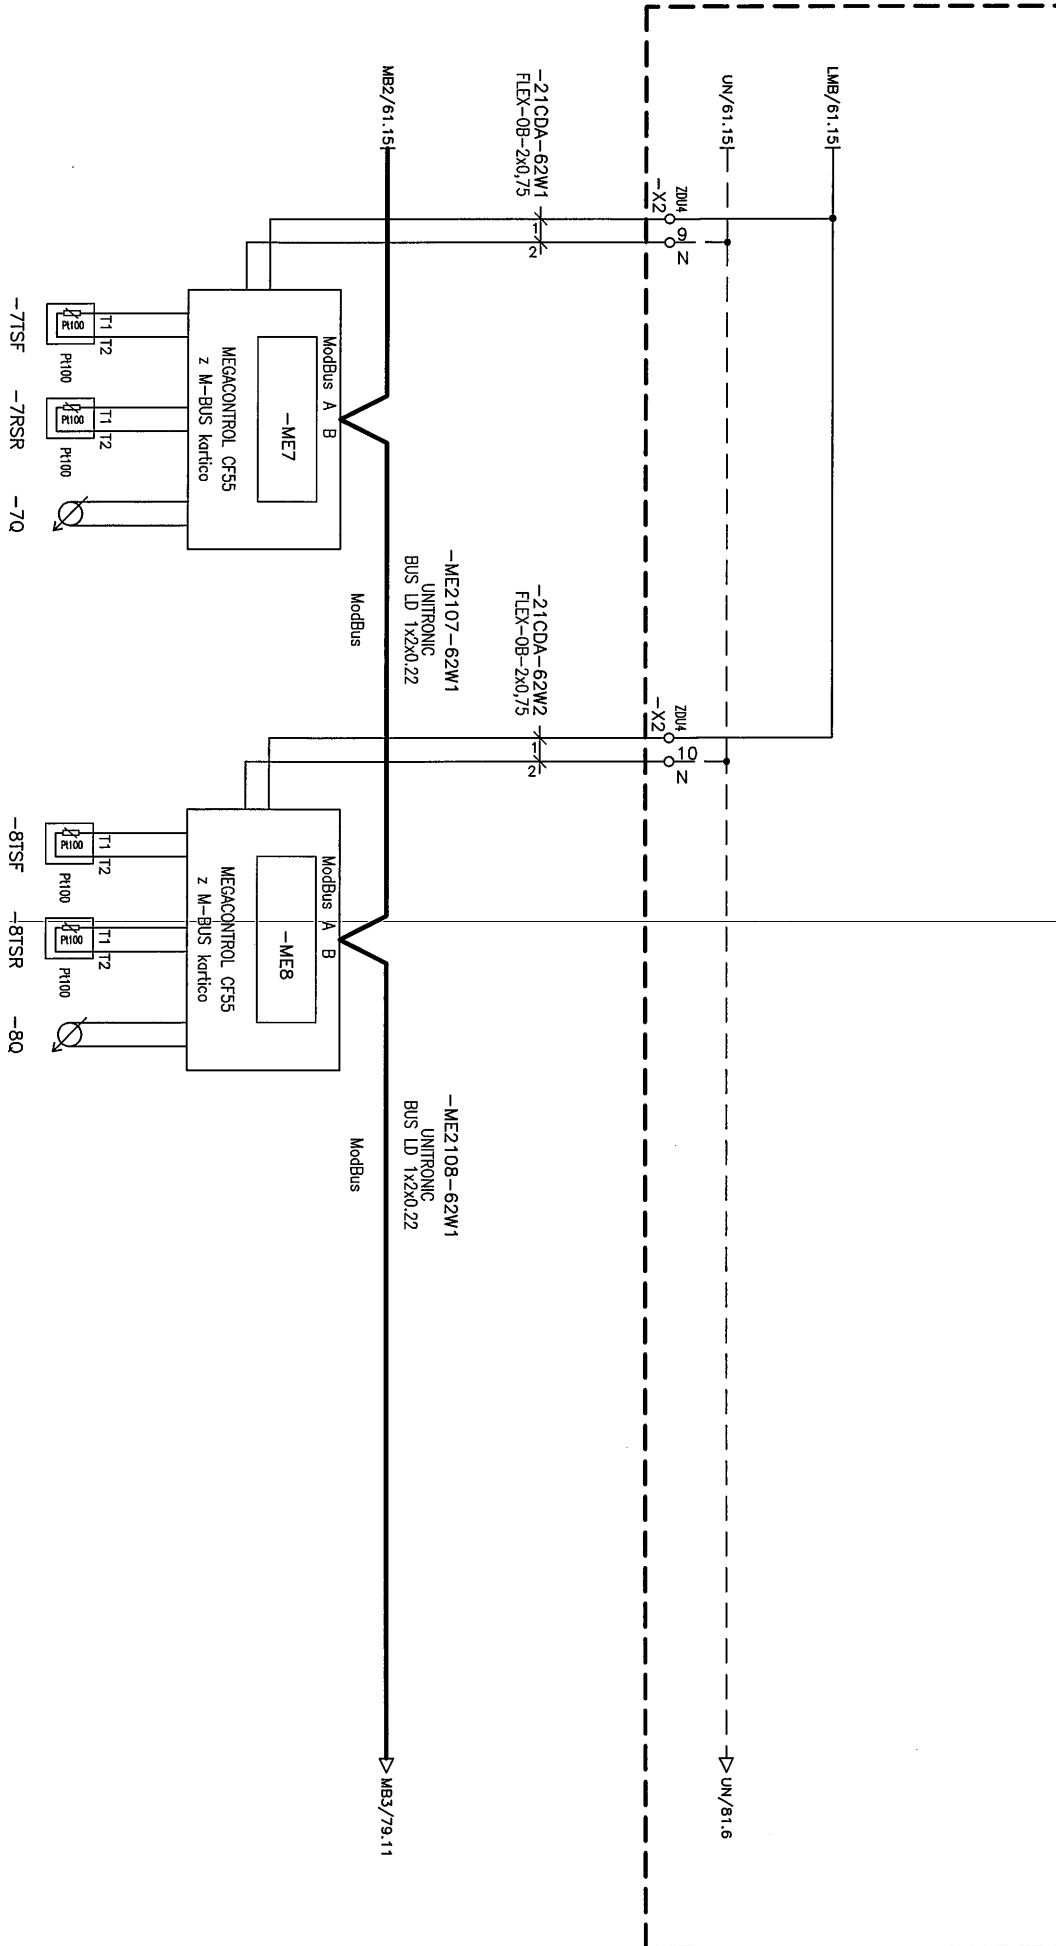 LMB/61.15
UN/61.15
ZDU4
-X2
9
N
-21CDA-62W1
FLEX-OB-2x0,75
1
2
MB2/61.15
ModBus A B
-ME7
MEGACONTROL CF55
z M-BUS kartico
T1
T2
Pt100
Pt100
-7TSF
T1
T2
Pt100
Pt100
-7RSR
-7Q
-ME2107-62W1
UNITRONIC
BUS LD 1x2x0.22
ModBus
ZDU4
-X2
10
N
-21CDA-62W2
FLEX-OB-2x0,75
1
2
ModBus A B
-ME8
MEGACONTROL CF55
z M-BUS kartico
T1
T2
Pt100
Pt100
-8TSF
T1
T2
Pt100
Pt100
-8TSR
-8Q
-ME2108-62W1
UNITRONIC
BUS LD 1x2x0.22
ModBus
UN/81.6
MB3/79.11